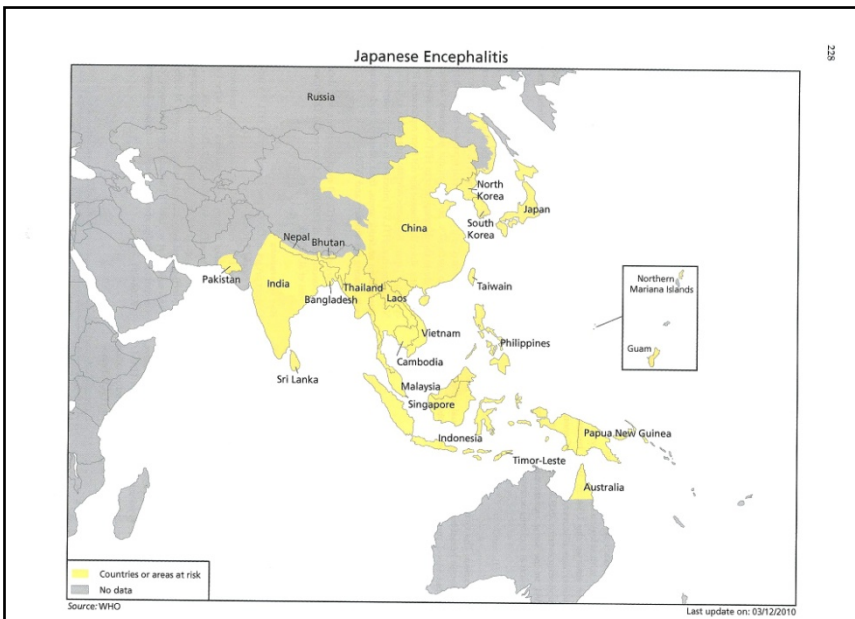 Japanese Encephalitis
228
Russia
North
Korea
Japan
South
Korea
China
Nepal
Bhutan
Pakistan
India
Bangladesh
Thailand
Laos
Taiwain
Northern
Mariana Islands
Vietnam
Philippines
Cambodia
Guam
Sri Lanka
Malaysia
Singapore
Indonesia
Papua New Guinea
Timor-Leste
Australia
Countries or areas at risk
No data
Source: WHO
Last update on: 03/12/2010